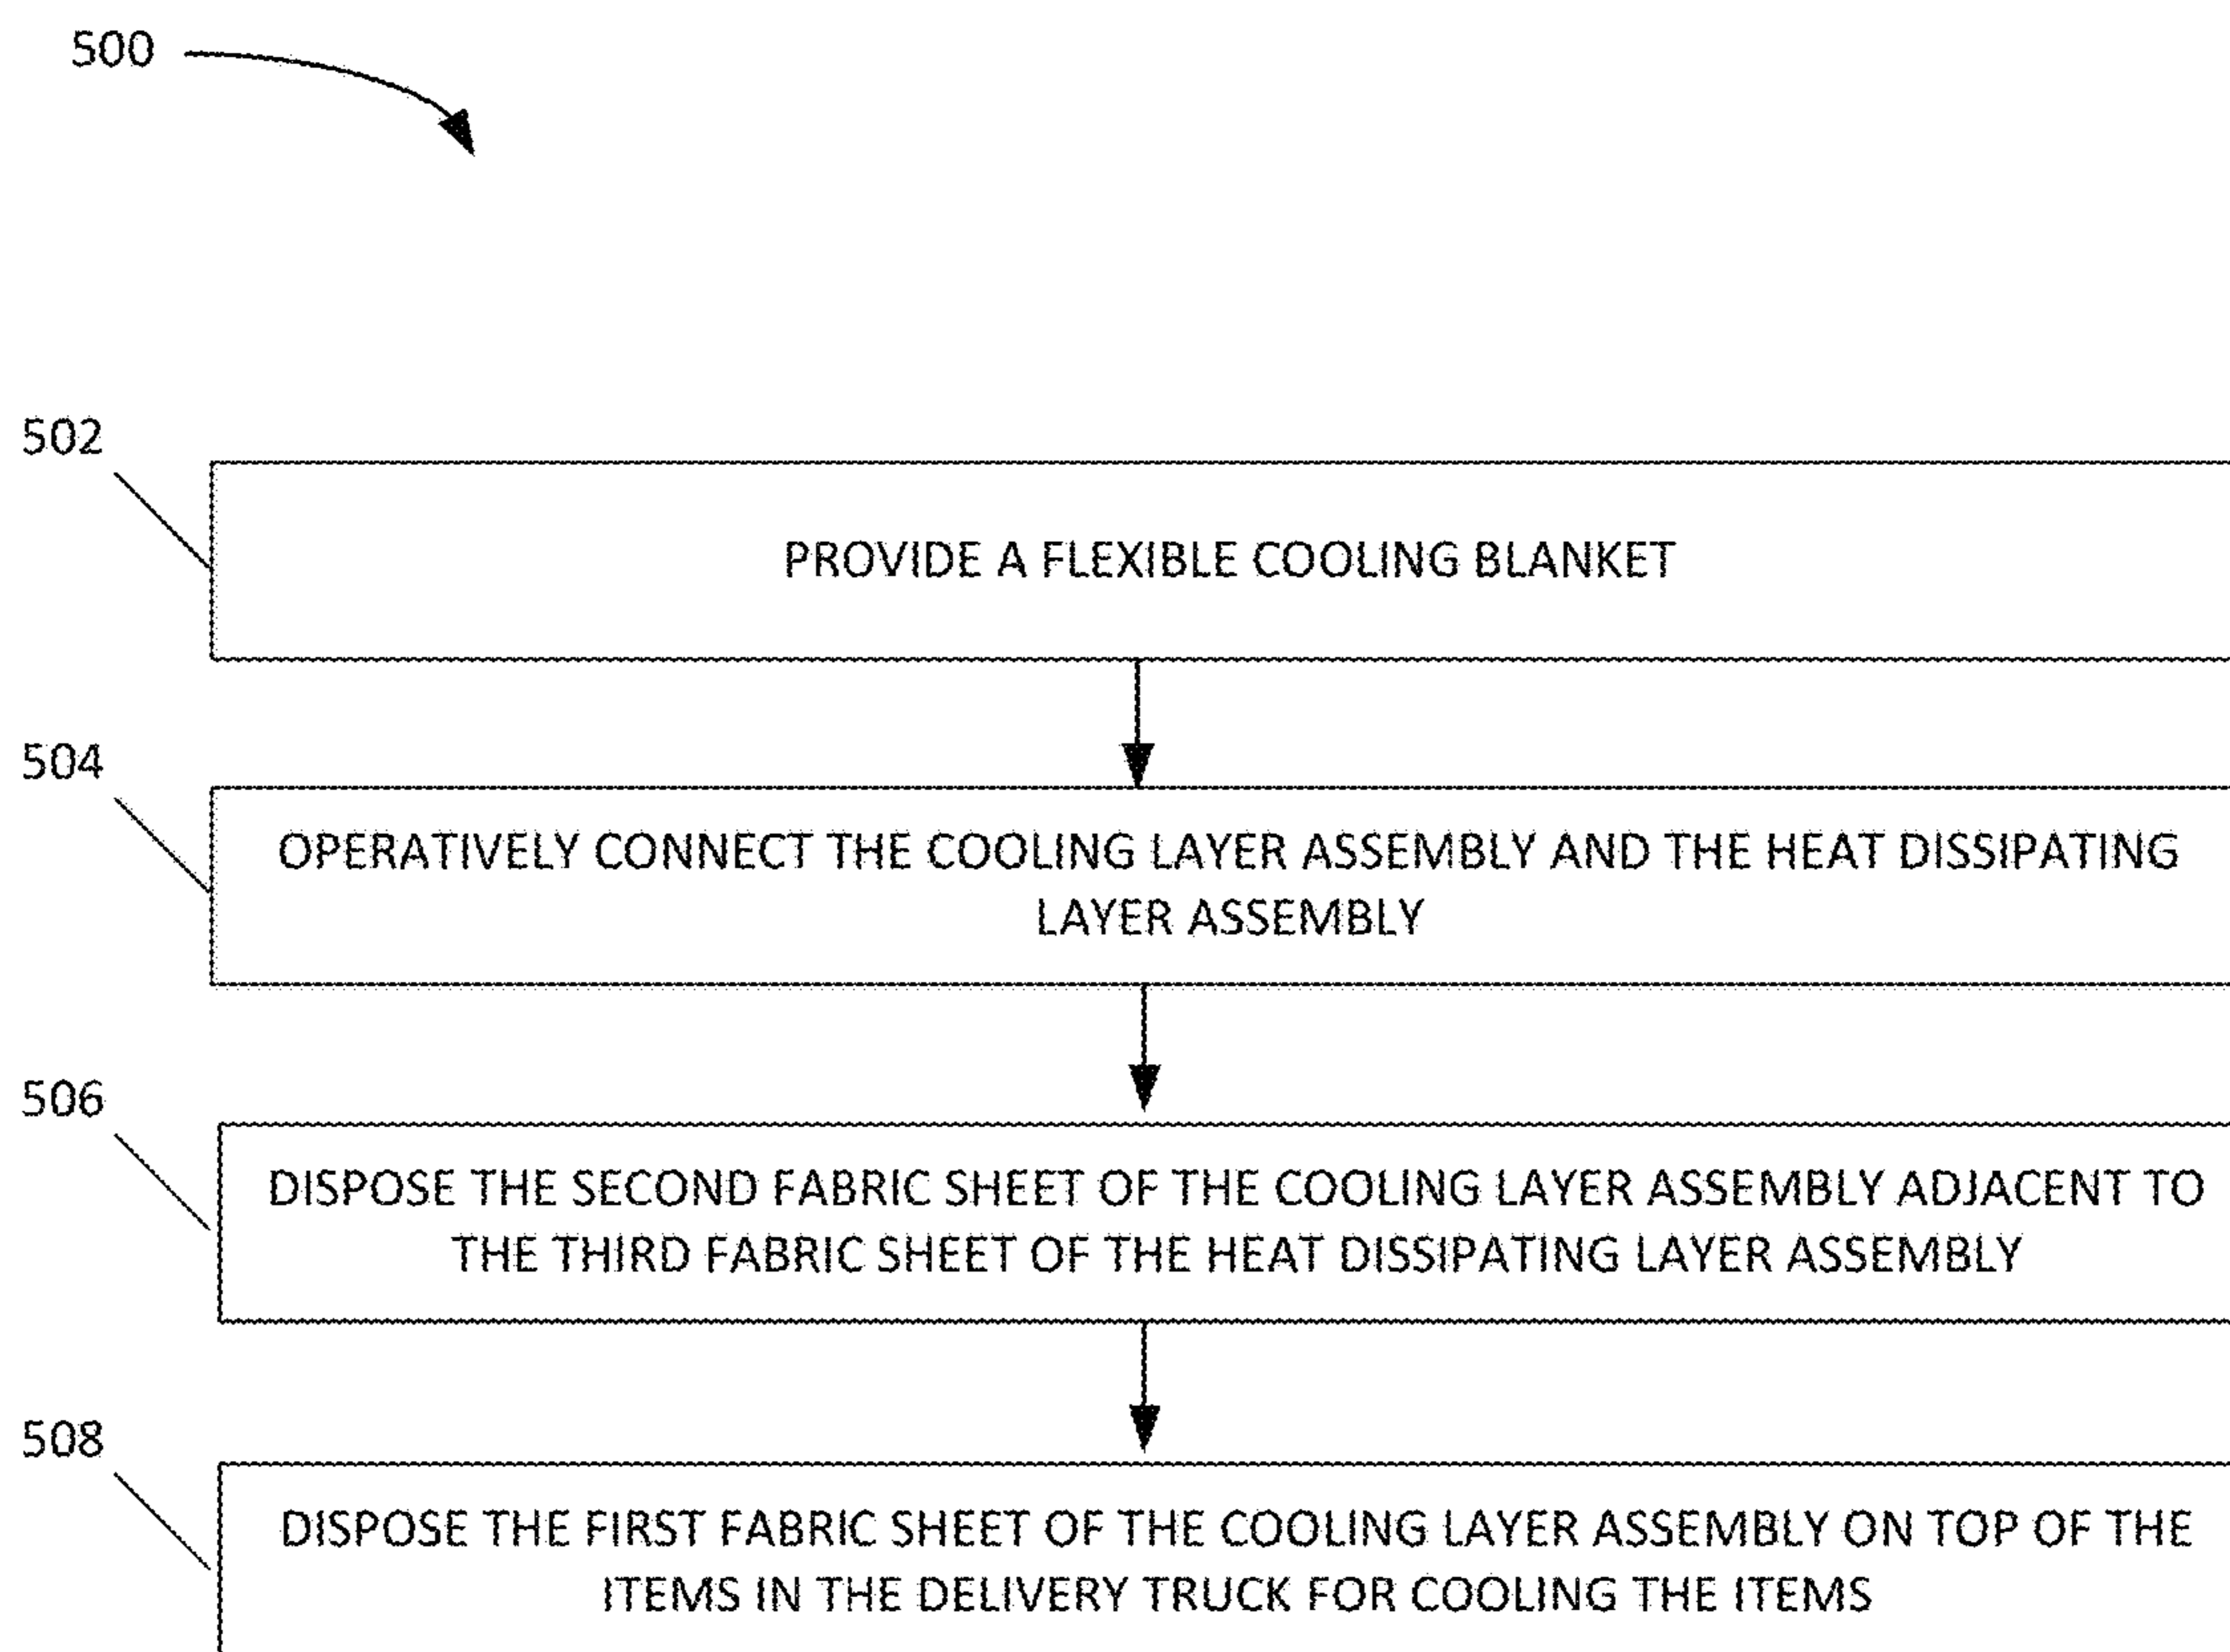 500
502
PROVIDE A FLEXIBLE COOLING BLANKET
504
OPERATIVELY CONNECT THE COOLING LAYER ASSEMBLY AND THE HEAT DISSIPATING
LAYER ASSEMBLY
506
DISPOSE THE SECOND FABRIC SHEET OF THE COOLING LAYER ASSEMBLY ADJACENT TO
THE THIRD FABRIC SHEET OF THE HEAT DISSIPATING LAYER ASSEMBLY
508
DISPOSE THE FIRST FABRIC SHEET OF THE COOLING LAYER ASSEMBLY ON TOP OF THE
ITEMS IN THE DELIVERY TRUCK FOR COOLING THE ITEMS